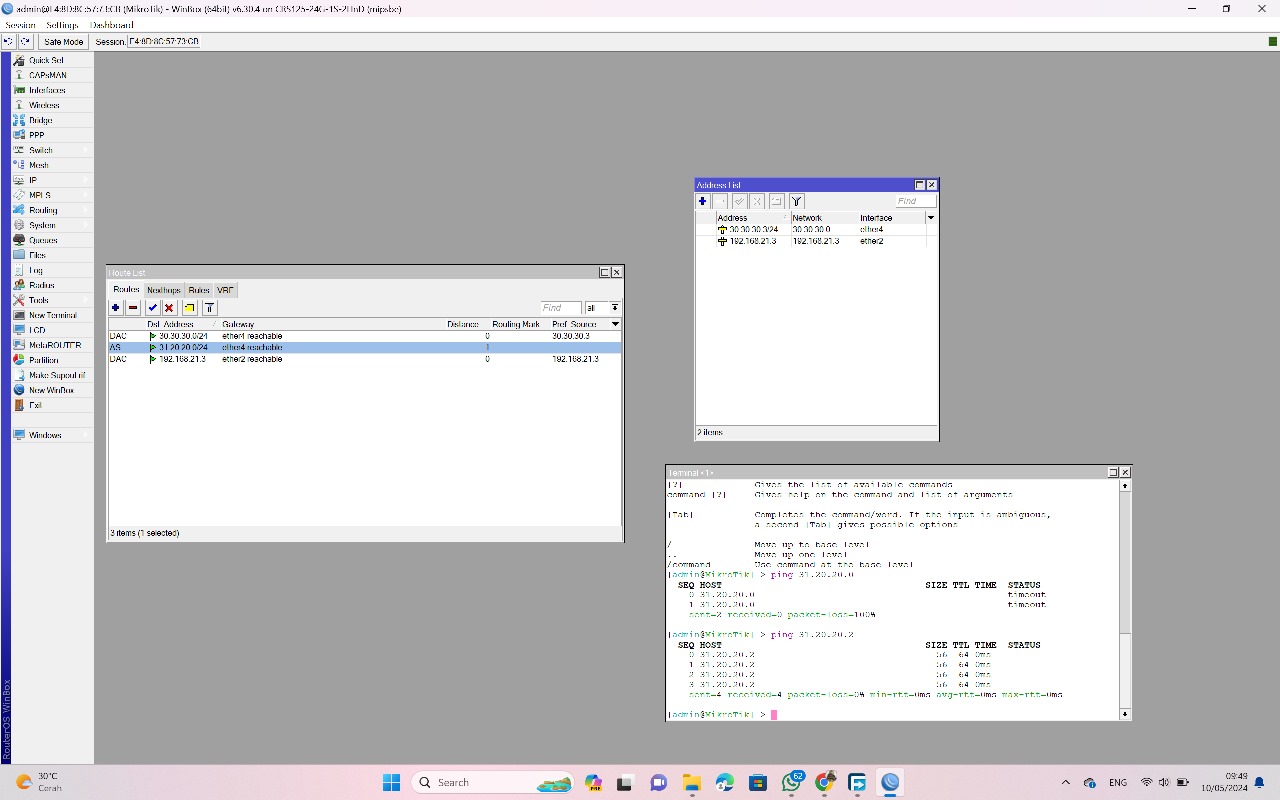 admin@E4:8D:8C:57:73:CB (MikroTik) - WinBox (64bit) v6.30.4 on CRS125-24G-1S-2HnD (mipsbe)
Session Settings Dashboard
Safe Mode Session: E4:8D:8C:57:73:CB
Quick Set
CAPsMAN
Interfaces
Wireless
Bridge
PPP
Switch
Mesh
IP
MPLS
Routing
System
Queues
Files
Log
Radius
Tools
New Terminal
LCD
MetaROUTER
Partition
Make Supout.rif
New WinBox
Exit
Windows
RouterOS WinBox
Route List
Routes Nexthops Rules VRF
Find all
Dst. Address Gateway Distance Routing Mark Pref. Source
DAC 30.30.30.0/24 ether4 reachable 0 30.30.30.3
AS 31.20.20.0/24 ether4 reachable 1
DAC 192.168.21.3 ether2 reachable 0 192.168.21.3
3 items (1 selected)
Address List
Find
Address Network Interface
30.30.30.3/24 30.30.30.0 ether4
192.168.21.3 192.168.21.3 ether2
2 items
Terminal <1>
[?] Gives the list of available commands
command [?] Gives help on the command and list of arguments
[Tab] Completes the command/word. If the input is ambiguous,
a second [Tab] gives possible options
/ Move up to base level
.. Move up one level
/command Use command at the base level
[admin@MikroTik] > ping 31.20.20.0
SEQ HOST SIZE TTL TIME STATUS
0 31.20.20.0 timeout
1 31.20.20.0 timeout
sent=2 received=0 packet-loss=100%
[admin@MikroTik] > ping 31.20.20.2
SEQ HOST SIZE TTL TIME STATUS
0 31.20.20.2 56 64 0ms
1 31.20.20.2 56 64 0ms
2 31.20.20.2 56 64 0ms
3 31.20.20.2 56 64 0ms
sent=4 received=4 packet-loss=0% min-rtt=0ms avg-rtt=0ms max-rtt=0ms
[admin@MikroTik] >
30°C
Cerah
Search
PRE
62
ENG
09:49
10/05/2024